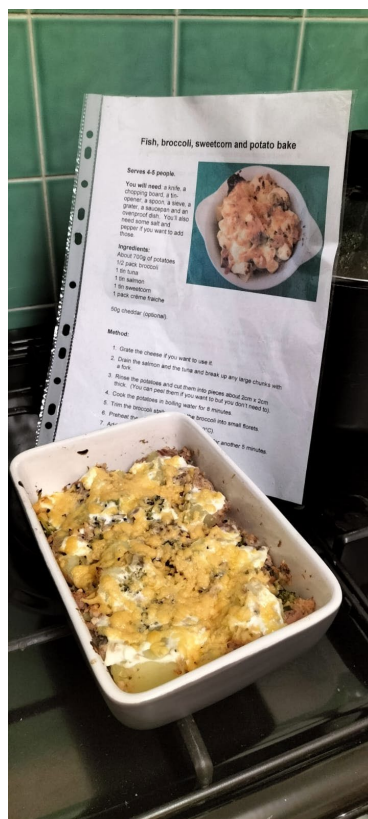 Fish, broccoli, sweetcorn and potato bake
Serves 4-5 people.
You will need: a knife, a
chopping board, a tin-
opener, a spoon, a sieve, a
grater, a saucepan and an
ovenproof dish. You'll also
need some salt and
pepper if you want to add
those.
Ingredients:
About 700g of potatoes
1/2 pack broccoli
1 tin tuna
1 tin salmon
1 tin sweetcorn
1 pack crème fraiche
50g cheddar (optional)
Method:
1. Grate the cheese if you want to use it.
2. Drain the salmon and the tuna and break up any large chunks with
a fork.
3. Rinse the potatoes and cut them into pieces about 2cm x 2cm
thick. (You can peel them if you want to but you don't need to).
4. Cook the potatoes in boiling water for 8 minutes.
5. Trim the broccoli the broccoli into small florets.
6. Preheat the °C).
7. another 5 minutes.